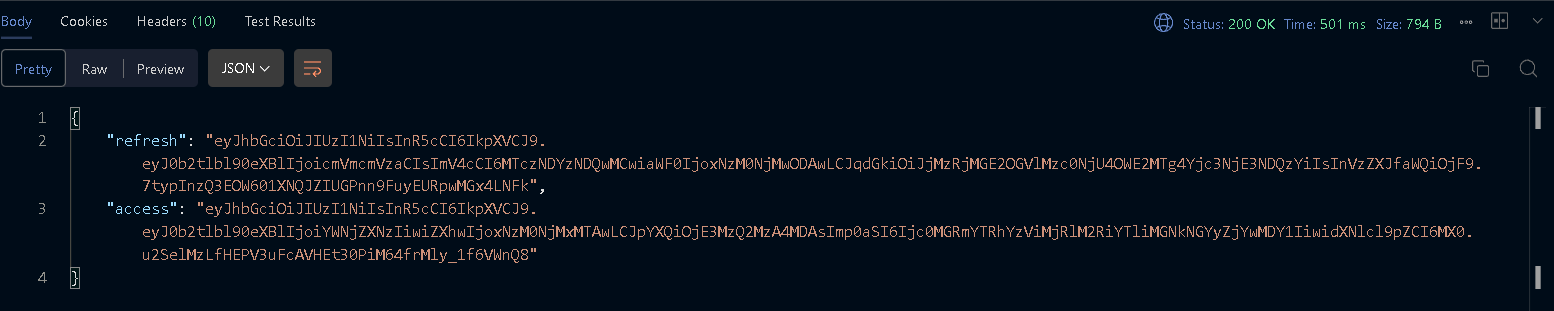 Body Cookies Headers (10) Test Results Status: 200 OK Time: 501 ms Size: 794 B
Pretty Raw Preview JSON
1 {
2 "refresh": "eyJhbGciOiJIUzI1NiIsInR5cCI6IkpXVCJ9.
eyJ0b2tlbl90eXBlIjoicmVmcmVzaCIsImV4cCI6MTczNDYzNDQwMCwiaWF0IjoxNzM0NjMwODAwLCJqdGkiOiJjMzRjMGE2OGVlMzc0NjU4OWE2MTg4Yjc3NjE3NDQzYiIsInVzZXJfaWQiOjF9.
7typInzQ3EOW601XNQJZIUGPnn9FuyEURpwMGx4LNFk",
3 "access": "eyJhbGciOiJIUzI1NiIsInR5cCI6IkpXVCJ9.
eyJ0b2tlbl90eXBlIjoiYWNjZXNzIiwiZXhwIjoxNzM0NjMxMTAwLCJpYXQiOjE3MzQ2MzA4MDAsImp0aSI6Ijc0MGRmYTRhYzViMjRlM2RiYTliMGNkNGYyZjYwMDY1IiwidXNlcl9pZCI6MX0.
u2SelMzLfHEPV3uFcAVHEt30PiM64frMly_1f6VWnQ8"
4 }